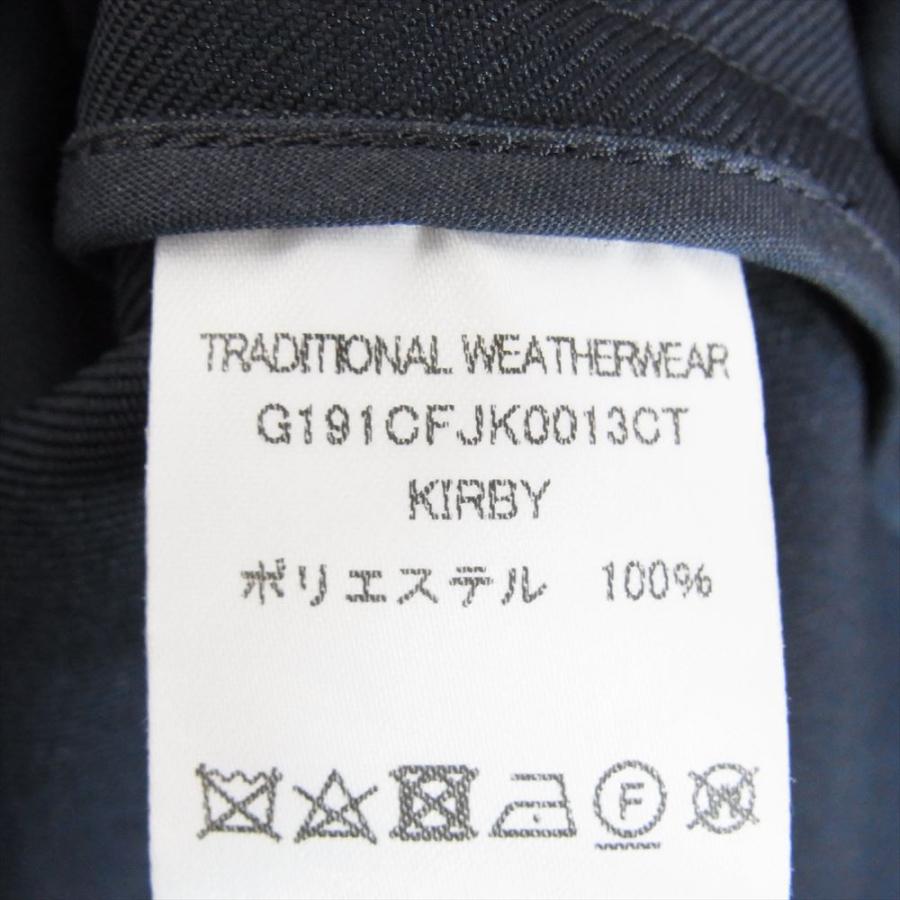 TRADITIONAL WEATHERWEAR
G191CFJK0013CT
KIRBY
ポリエステル 100%
F
W